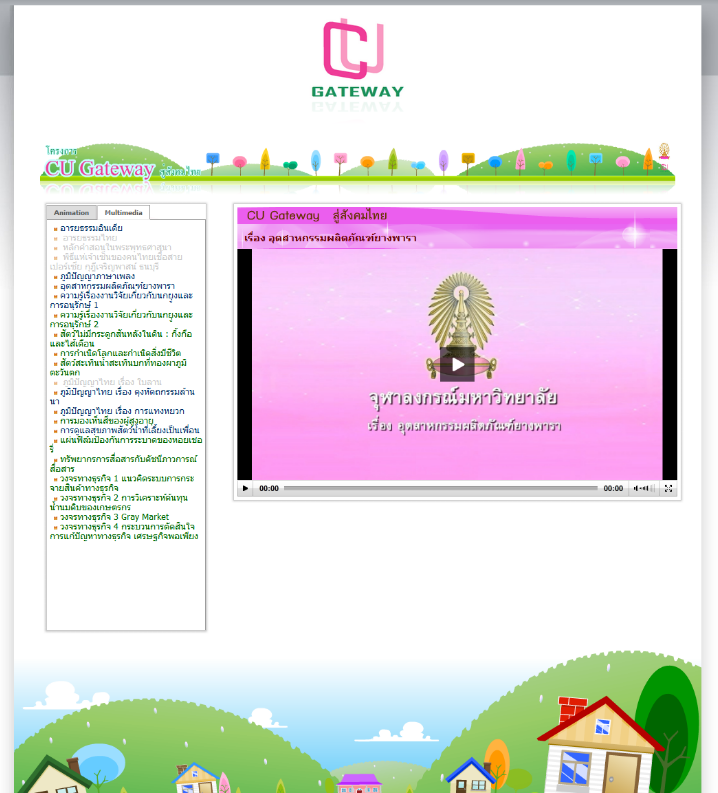 GATEWAY
โครงการ
CU Gateway สู่สังคมไทย
Animation
Multimedia
อารยธรรมอินเดีย
อารยธรรมไทย
หลักคำสอนในพระพุทธศาสนา
พิธีแห่เจ้าเซ็นของคนไทยเชื้อสาย
เปอร์เซีย กุฎีเจริญพาศน์ ธนบุรี
ภูมิปัญญาภาษาเพลง
อุตสาหกรรมผลิตภัณฑ์ยางพารา
ความรู้เรื่องงานวิจัยเกี่ยวกับนกยูงและ
การอนุรักษ์ 1
ความรู้เรื่องงานวิจัยเกี่ยวกับนกยูงและ
การอนุรักษ์ 2
สัตว์ไม่มีกระดูกสันหลังในดิน : กิ้งกือ
และไส้เดือน
การกำเนิดโลกและกำเนิดสิ่งมีชีวิต
สัตว์สะเทินน้ำสะเทินบกที่ทองผาภูมิ
ตะวันตก
ภูมิปัญญาไทย เรื่อง ใบลาน
ภูมิปัญญาไทย เรื่อง ตุงหัตถกรรมล้าน
นา
ภูมิปัญญาไทย เรื่อง การแทงหยวก
การมองเห็นสีของผู้สูงอายุ
การดูแลสุขภาพสัตว์น้ำที่เลี้ยงเป็นเพื่อน
แผ่นฟิล์มป้องกันการระบาดของหอยเชอ
รี่
ทรัพยากรการสื่อสารกับดัชนีภาวการณ์
สื่อสาร
วงจรทางธุรกิจ 1 แนวคิดระบบการกระ
จายสินค้าทางธุรกิจ
วงจรทางธุรกิจ 2 การวิเคราะห์ต้นทุน
น้ำนมดิบของเกษตรกร
วงจรทางธุรกิจ 3 Gray Market
วงจรทางธุรกิจ 4 กระบวนการตัดสินใจ
การแก้ปัญหาทางธุรกิจ เศรษฐกิจพอเพียง
CU Gateway สู่สังคมไทย
เรื่อง อุตสาหกรรมผลิตภัณฑ์ยางพารา
จุฬาลงกรณ์มหาวิทยาลัย
เรื่อง อุตสาหกรรมผลิตภัณฑ์ยางพารา
00:00
00:00